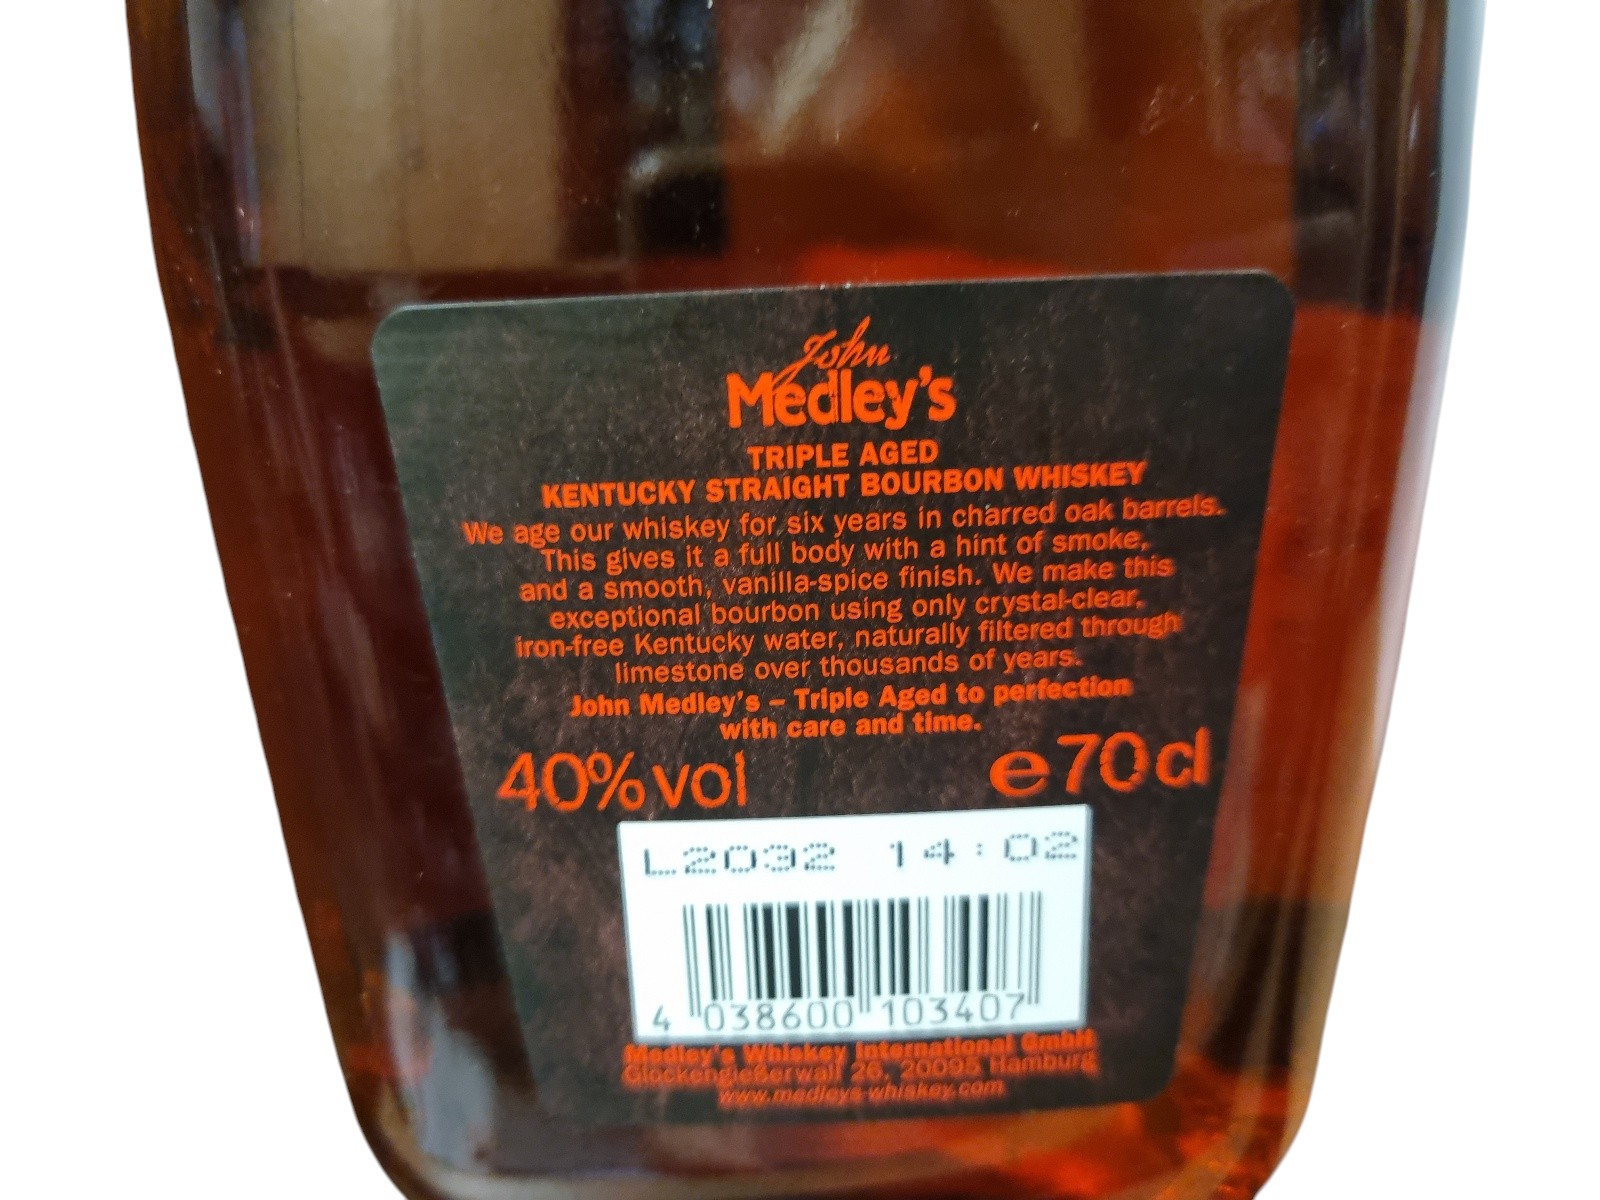 John
Medley's
TRIPLE AGED
KENTUCKY STRAIGHT BOURBON WHISKEY
We age our whiskey for six years in charred oak barrels.
This gives it a full body with a hint of smoke,
and a smooth, vanilla-spice finish. We make this
exceptional bourbon using only crystal-clear,
iron-free Kentucky water, naturally filtered through
limestone over thousands of years.
John Medley's – Triple Aged to perfection
with care and time.
40%vol e70cl
L2032 14:02
4 038600 103407
Medley's Whiskey International GmbH
Glockengießerwall 26, 20095 Hamburg
www.medleys-whiskey.com